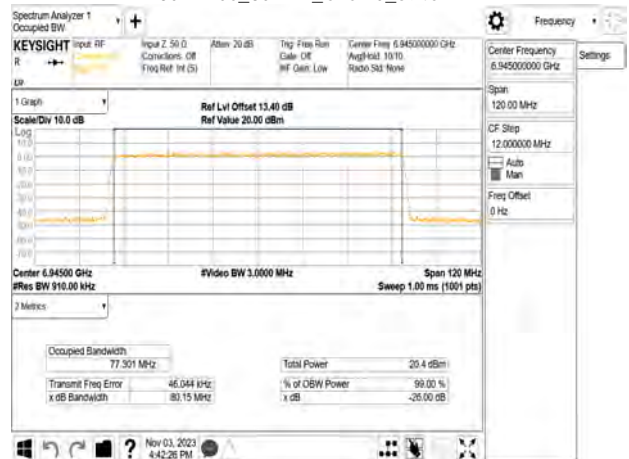 Spectrum Analyzer 1
Occupied BW
Frequency
KEYSIGHT Input: RF
R
Input Z: 50 Ω
Corrections: Off
Freq Ref: Int (S)
Atten: 20 dB
Trig: Free Run
Gate: Off
#IF Gain: Low
Center Freq: 6.945000000 GHz
Avg|Hold: 10/10
Radio Std: None
Center Frequency
6.945000000 GHz
Settings
Span
120.00 MHz
CF Step
12.000000 MHz
Auto
Man
Freq Offset
0 Hz
1 Graph
Scale/Div 10.0 dB
Ref Lvl Offset 13.40 dB
Ref Value 20.00 dBm
Log
10.0
0.00
Center 6.94500 GHz
#Res BW 910.00 kHz
#Video BW 3.0000 MHz
Span 120 MHz
Sweep 1.00 ms (1001 pts)
2 Metrics
Occupied Bandwidth
77.301 MHz
Total Power 20.4 dBm
Transmit Freq Error 46.044 kHz
% of OBW Power 99.00 %
x dB Bandwidth 80.15 MHz
x dB -26.00 dB
Nov 03, 2023
4:42:26 PM